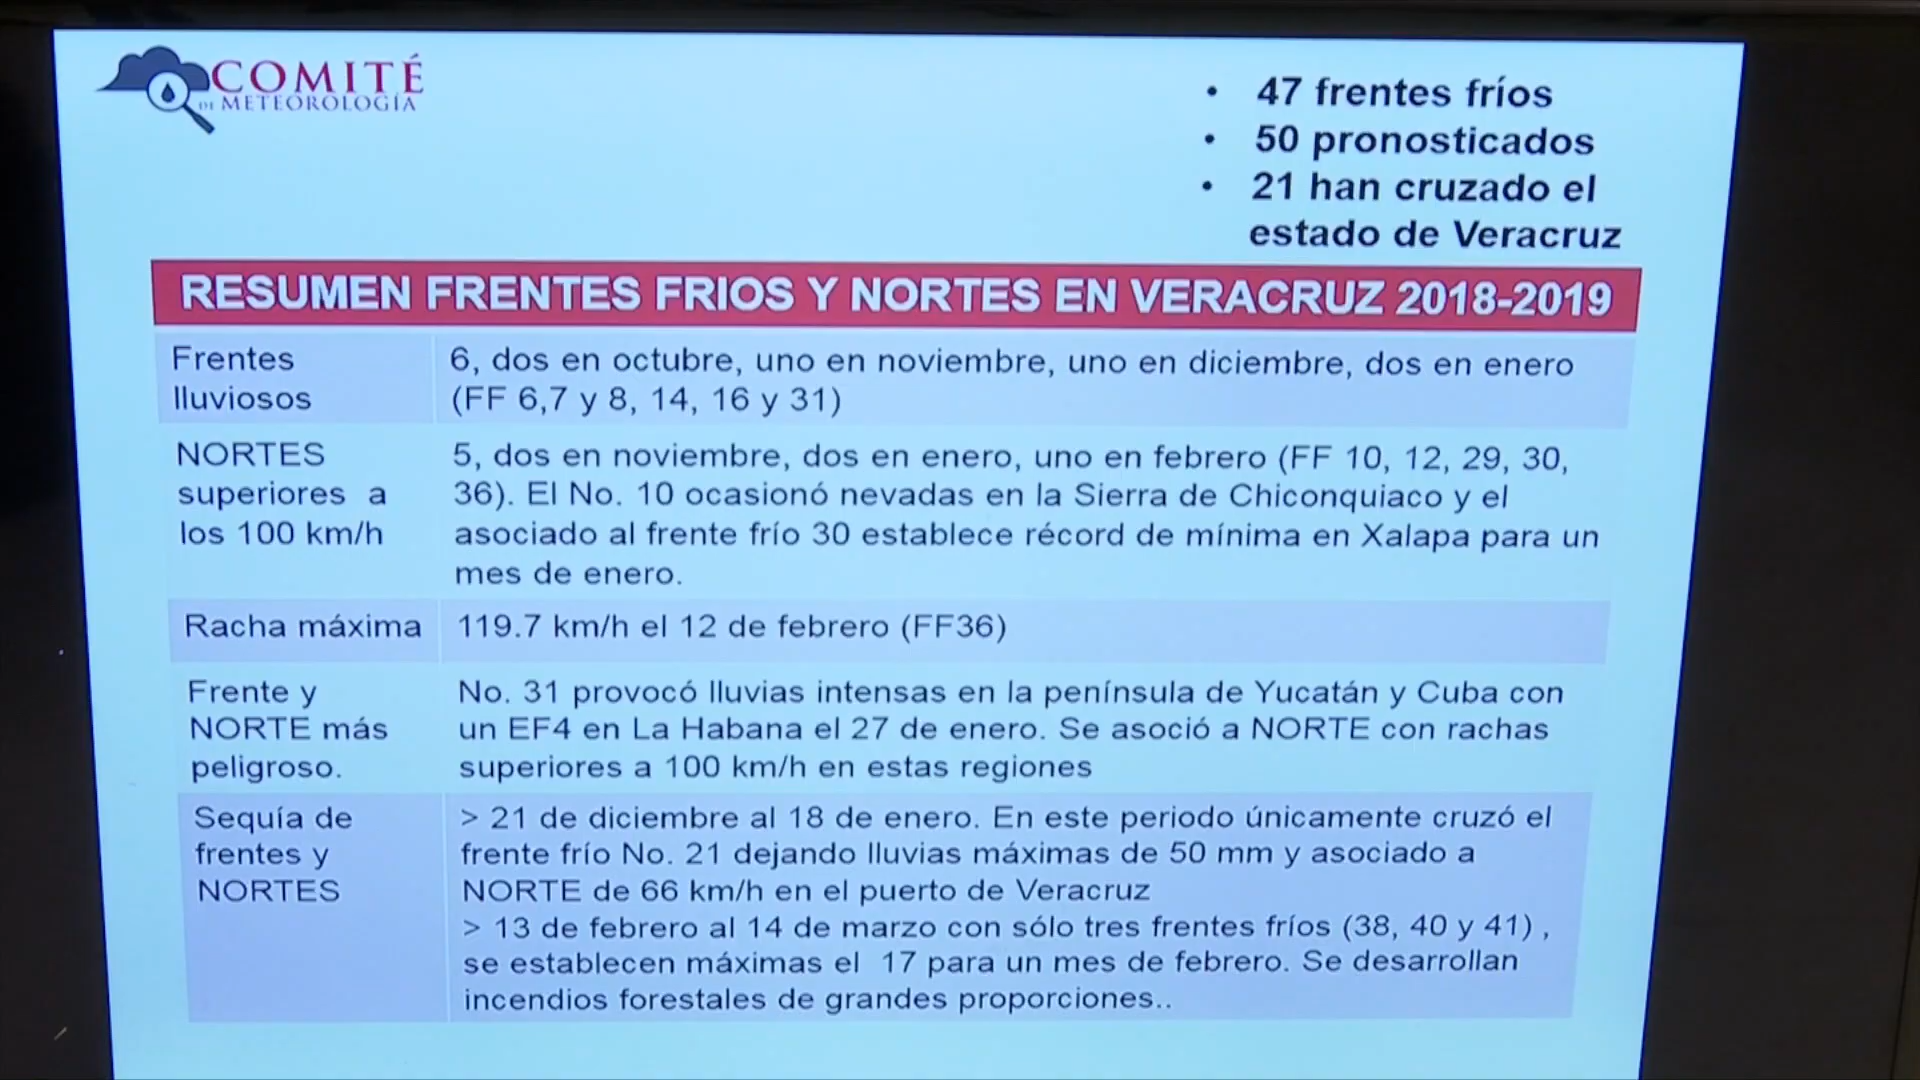 COMITÉ
DE METEOROLOGÍA
• 47 frentes fríos
• 50 pronosticados
• 21 han cruzado el
estado de Veracruz
RESUMEN FRENTES FRIOS Y NORTES EN VERACRUZ 2018-2019
Frentes
lluviosos
6, dos en octubre, uno en noviembre, uno en diciembre, dos en enero
(FF 6,7 y 8, 14, 16 y 31)
NORTES
superiores a
los 100 km/h
5, dos en noviembre, dos en enero, uno en febrero (FF 10, 12, 29, 30,
36). El No. 10 ocasionó nevadas en la Sierra de Chiconquiaco y el
asociado al frente frío 30 establece récord de mínima en Xalapa para un
mes de enero.
Racha máxima
119.7 km/h el 12 de febrero (FF36)
Frente y
NORTE más
peligroso.
No. 31 provocó lluvias intensas en la península de Yucatán y Cuba con
un EF4 en La Habana el 27 de enero. Se asoció a NORTE con rachas
superiores a 100 km/h en estas regiones
Sequía de
frentes y
NORTES
> 21 de diciembre al 18 de enero. En este periodo únicamente cruzó el
frente frío No. 21 dejando lluvias máximas de 50 mm y asociado a
NORTE de 66 km/h en el puerto de Veracruz
> 13 de febrero al 14 de marzo con sólo tres frentes fríos (38, 40 y 41) ,
se establecen máximas el 17 para un mes de febrero. Se desarrollan
incendios forestales de grandes proporciones..